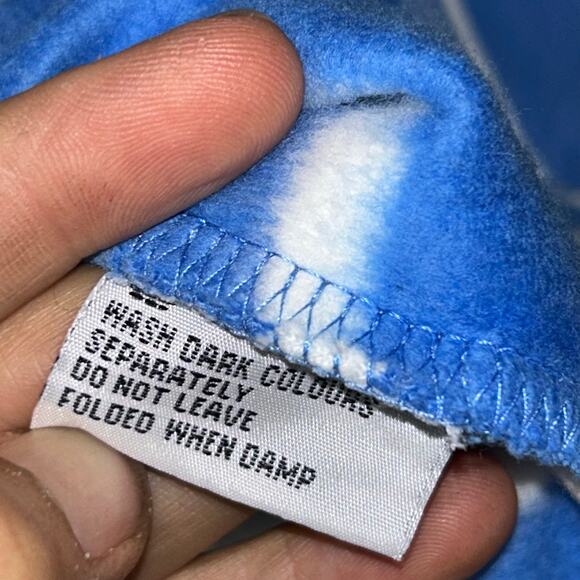 WASH DARK COLOURS
SEPARATELY
DO NOT LEAVE
FOLDED WHEN DAMP